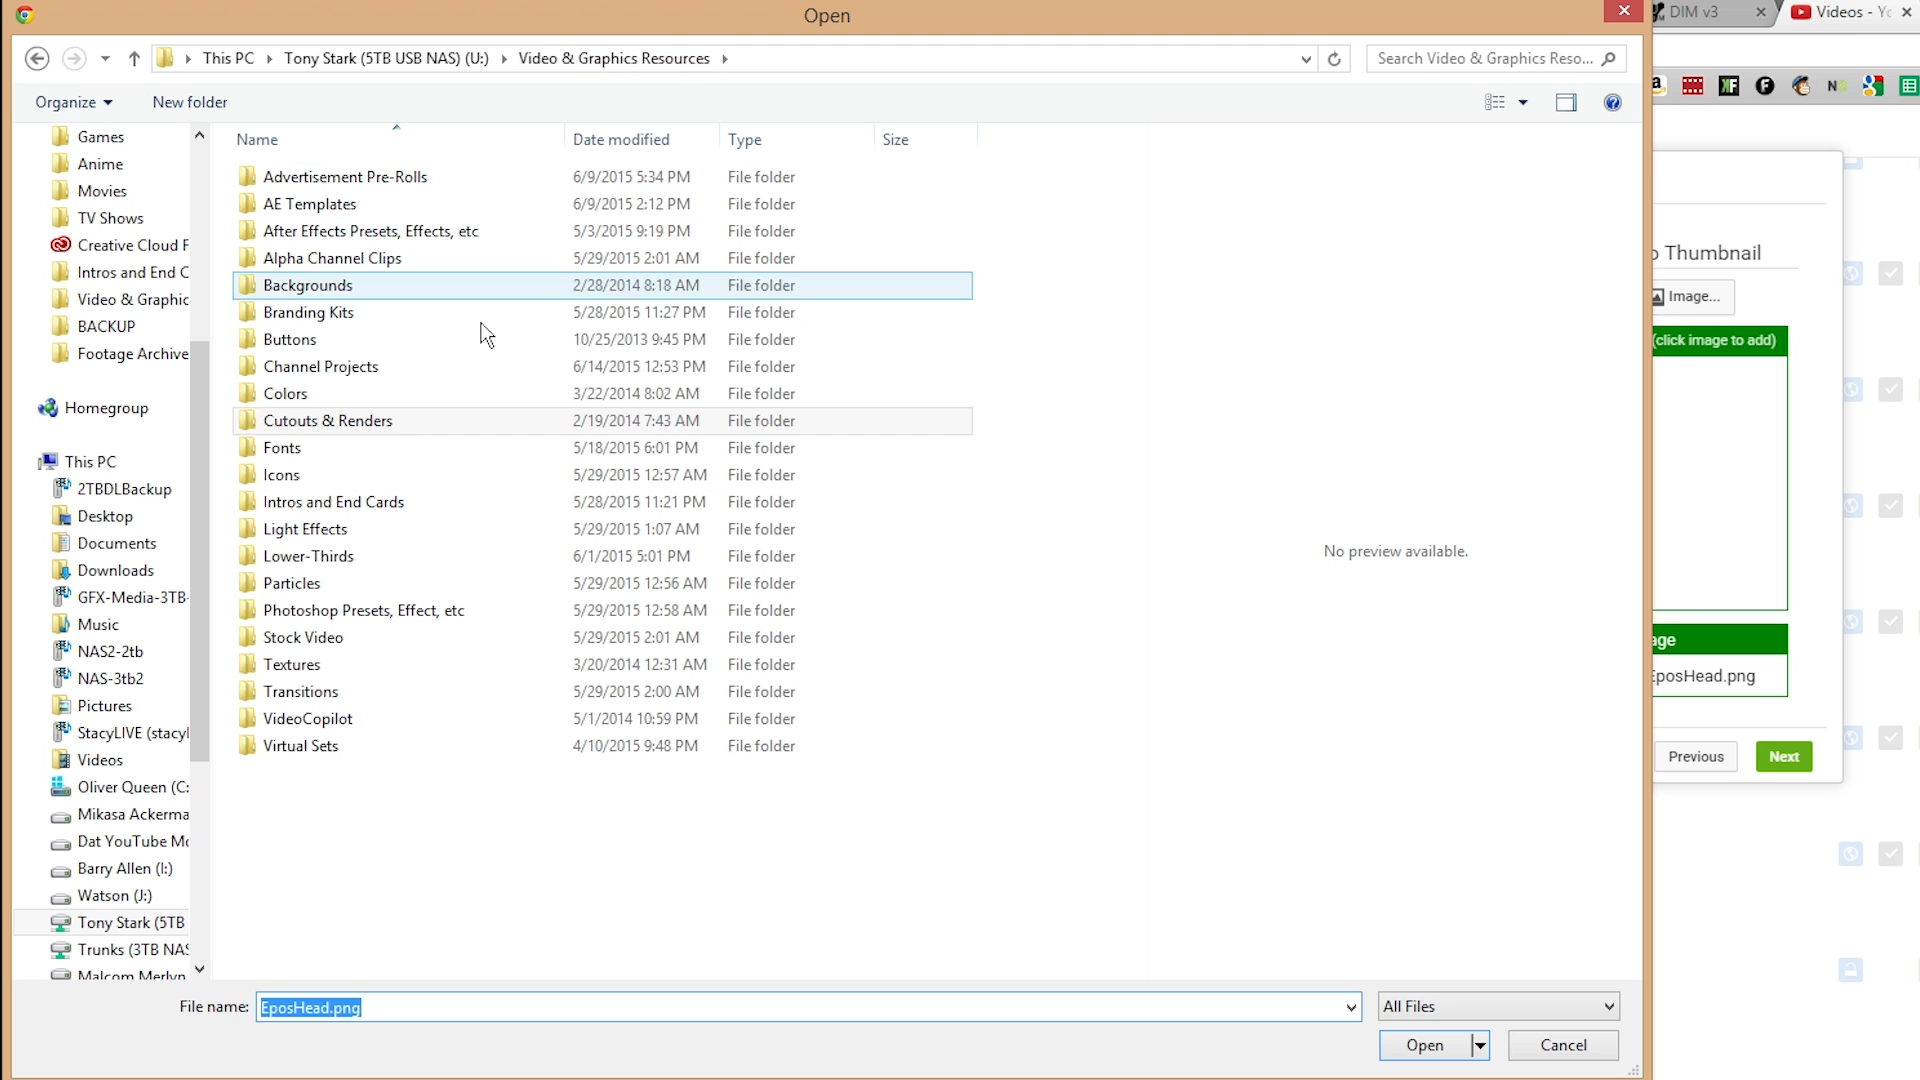 Open
DIM v3
Videos - Yo
This PC
Tony Stark (5TB USB NAS) (U:)
Video & Graphics Resources
Search Video & Graphics Reso...
Organize
New folder
Games
Anime
Movies
TV Shows
Creative Cloud F
Intros and End C
Video & Graphic
BACKUP
Footage Archive
Homegroup
This PC
2TBDLBackup
Desktop
Documents
Downloads
GFX-Media-3TB-
Music
NAS2-2tb
NAS-3tb2
Pictures
StacyLIVE (stacyl
Videos
Oliver Queen (C:
Mikasa Ackerma
Dat YouTube Mo
Barry Allen (I:)
Watson (J:)
Tony Stark (5TB
Trunks (3TB NAS
Malcom Merlyn
Name Date modified Type Size
Advertisement Pre-Rolls 6/9/2015 5:34 PM File folder
AE Templates 6/9/2015 2:12 PM File folder
After Effects Presets, Effects, etc 5/3/2015 9:19 PM File folder
Alpha Channel Clips 5/29/2015 2:01 AM File folder
Backgrounds 2/28/2014 8:18 AM File folder
Branding Kits 5/28/2015 11:27 PM File folder
Buttons 10/25/2013 9:45 PM File folder
Channel Projects 6/14/2015 12:53 PM File folder
Colors 3/22/2014 8:02 AM File folder
Cutouts & Renders 2/19/2014 7:43 AM File folder
Fonts 5/18/2015 6:01 PM File folder
Icons 5/29/2015 12:57 AM File folder
Intros and End Cards 5/28/2015 11:21 PM File folder
Light Effects 5/29/2015 1:07 AM File folder
Lower-Thirds 6/1/2015 5:01 PM File folder
Particles 5/29/2015 12:56 AM File folder
Photoshop Presets, Effect, etc 5/29/2015 12:58 AM File folder
Stock Video 5/29/2015 2:01 AM File folder
Textures 3/20/2014 12:31 AM File folder
Transitions 5/29/2015 2:00 AM File folder
VideoCopilot 5/1/2014 10:59 PM File folder
Virtual Sets 4/10/2015 9:48 PM File folder
No preview available.
o Thumbnail
Image...
(click image to add)
age
EposHead.png
Previous
Next
File name: EposHead.png
All Files
Open
Cancel